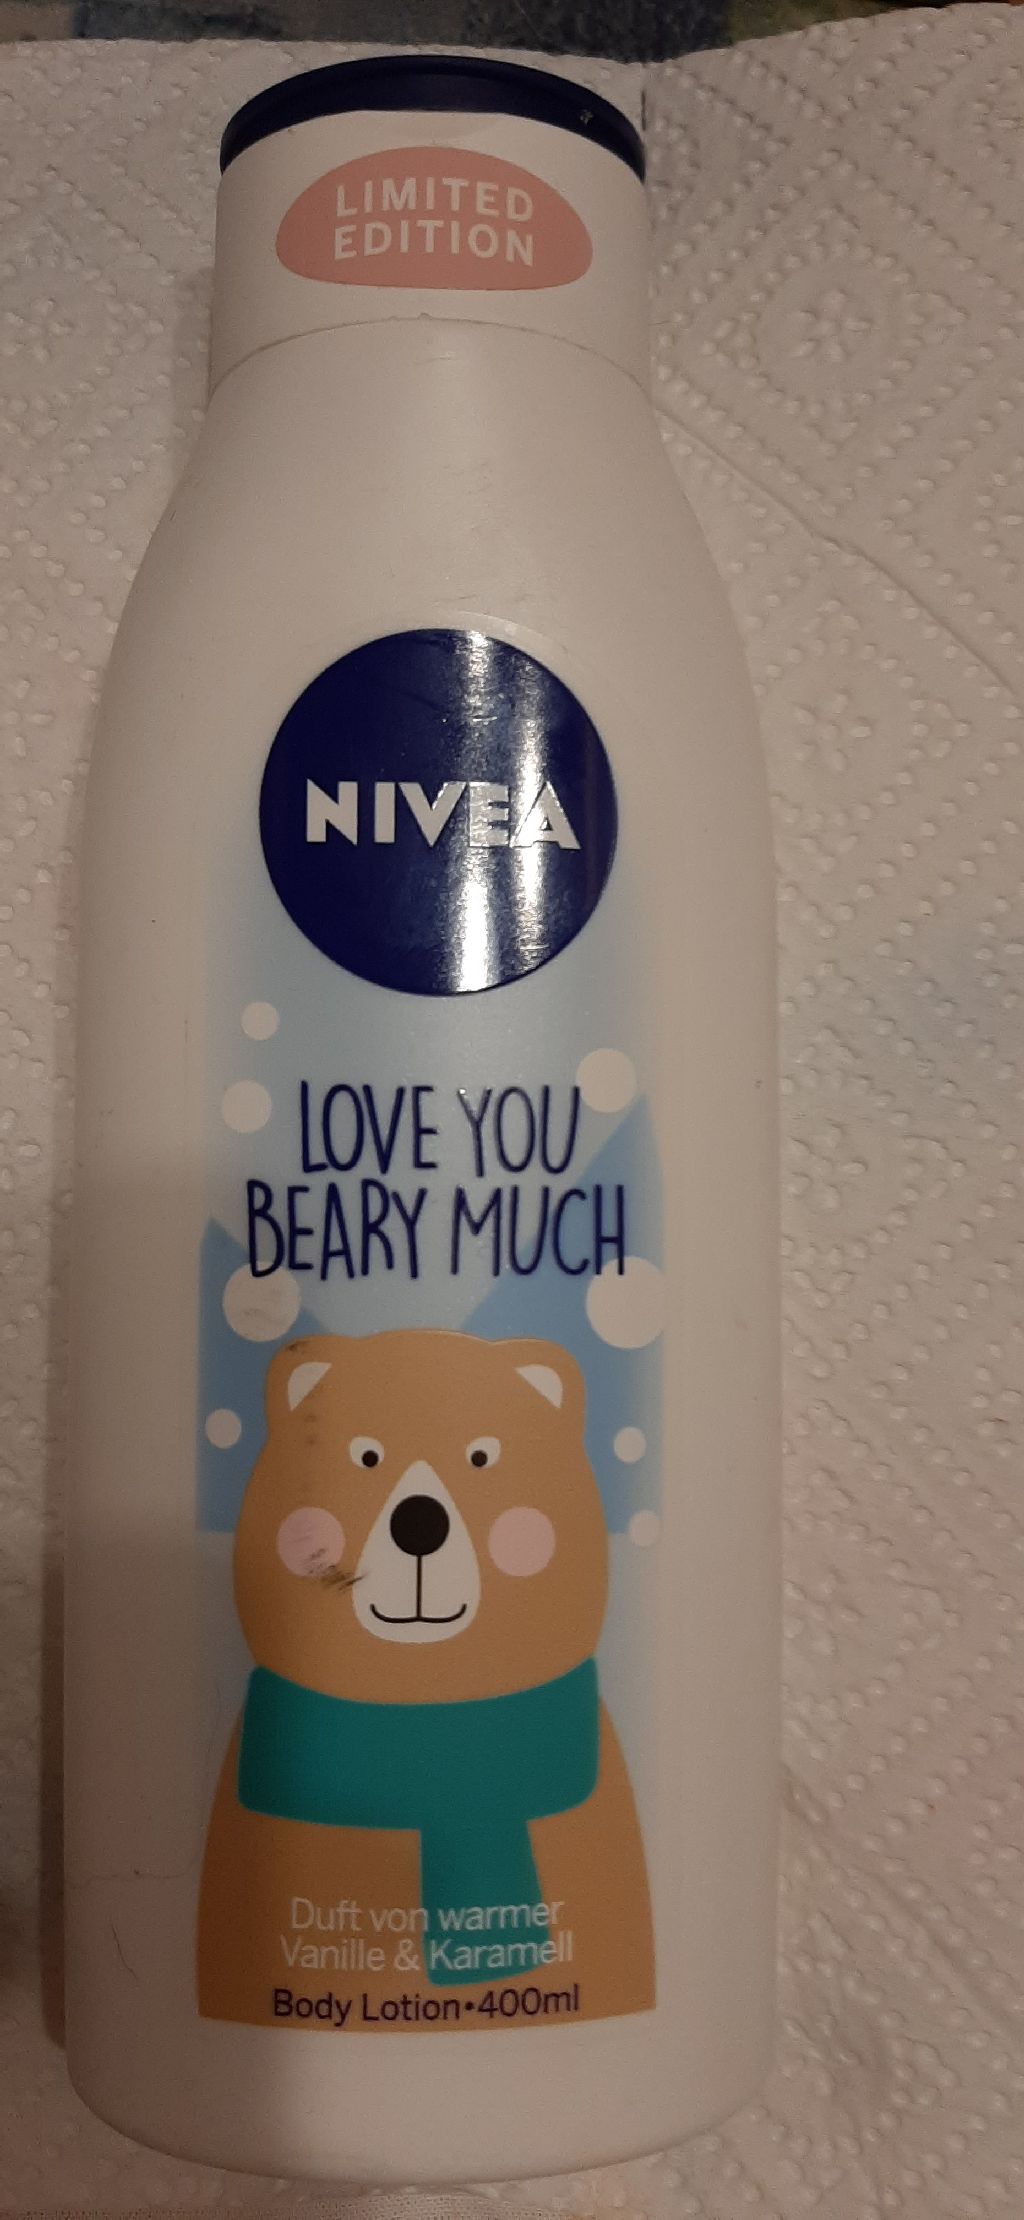 LIMITED
EDITION
NIVEA
LOVE YOU
BEARY MUCH
Duft von warmer
Vanille & Karamell
Body Lotion•400ml